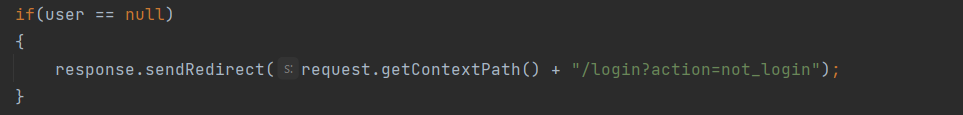 if(user == null)
{
response.sendRedirect( s: request.getContextPath() + "/login?action=not_login");
}